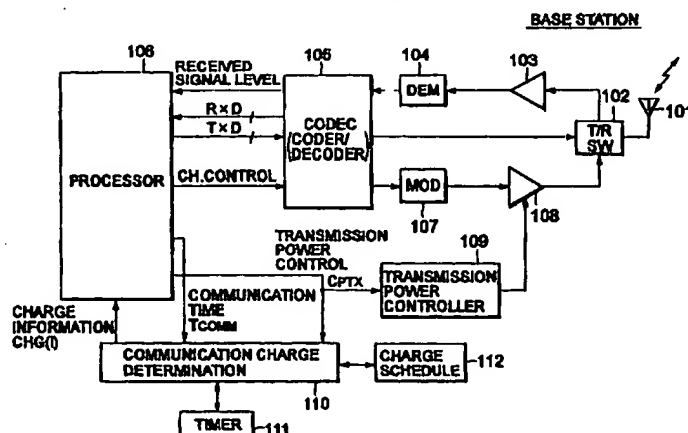 BASE STATION
106
RECEIVED
SIGNAL LEVEL
105
104
103
DEM
102
101
R×D
T×D
CODEC
(CODER/
DECODER)
T/R
SW
PROCESSOR
CH.CONTROL
MOD
107
108
TRANSMISSION
POWER
CONTROL
109
CPTX
TRANSMISSION
POWER
CONTROLLER
COMMUNICATION
TIME
TCOMM
CHARGE
INFORMATION
CHG(I)
COMMUNICATION CHARGE
DETERMINATION
110
CHARGE
SCHEDULE
112
TIMER
111